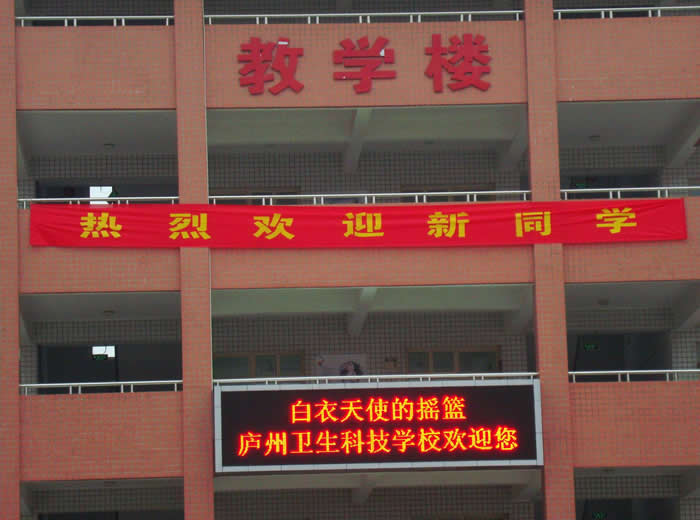 教学楼
热烈欢迎新同学
白衣天使的摇篮
庐州卫生科技学校欢迎您